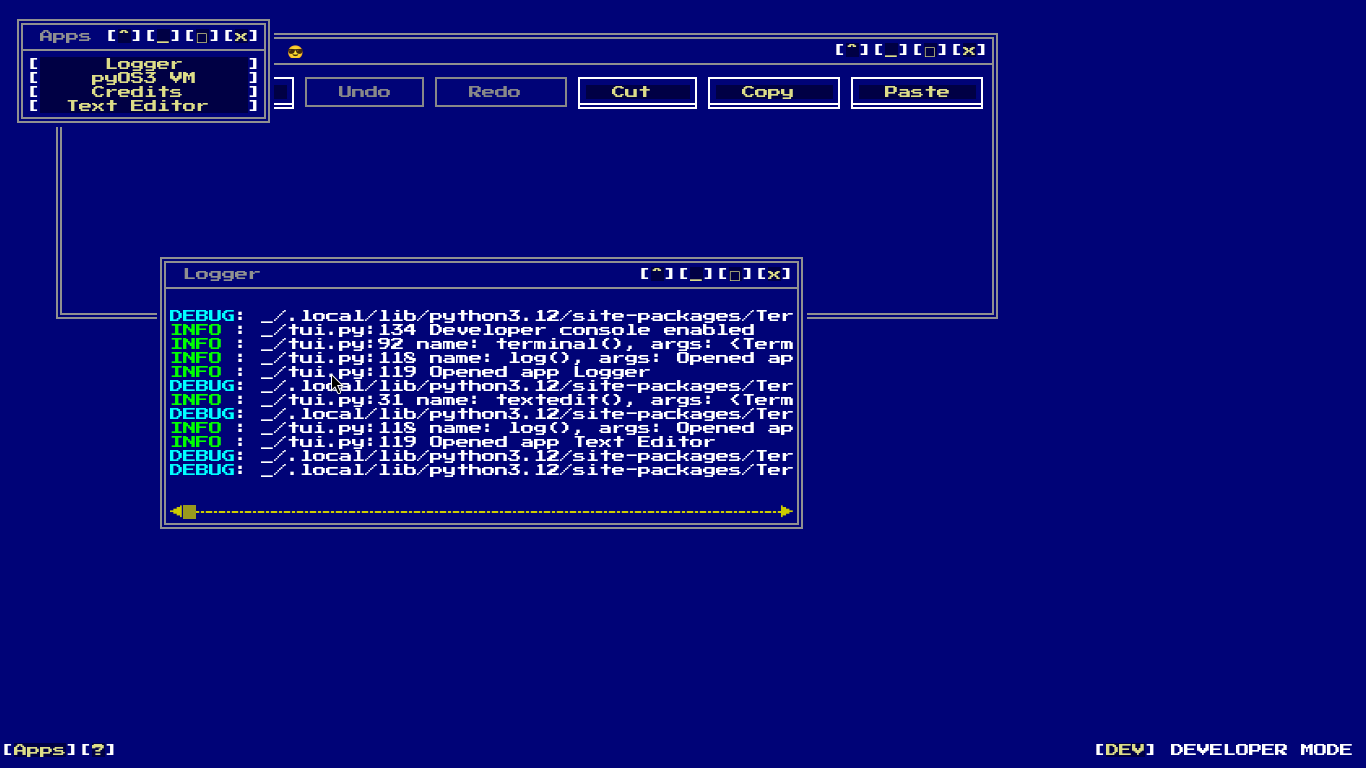 Apps [^][_][□][x]
[ Logger ]
[ pyOS3 VM ]
[ Credits ]
[ Text Editor ]
😎 [^][_][□][x]
Undo Redo Cut Copy Paste
Logger [^][_][□][x]
DEBUG: _/.local/lib/python3.12/site-packages/Ter
INFO : _/tui.py:134 Developer console enabled
INFO : _/tui.py:92 name: terminal(), args: <Term
INFO : _/tui.py:118 name: log(), args: Opened ap
INFO : _/tui.py:119 Opened app Logger
DEBUG: _/.local/lib/python3.12/site-packages/Ter
INFO : _/tui.py:31 name: textedit(), args: <Term
DEBUG: _/.local/lib/python3.12/site-packages/Ter
INFO : _/tui.py:118 name: log(), args: Opened ap
INFO : _/tui.py:119 Opened app Text Editor
DEBUG: _/.local/lib/python3.12/site-packages/Ter
DEBUG: _/.local/lib/python3.12/site-packages/Ter
[Apps][?]
[DEV] DEVELOPER MODE